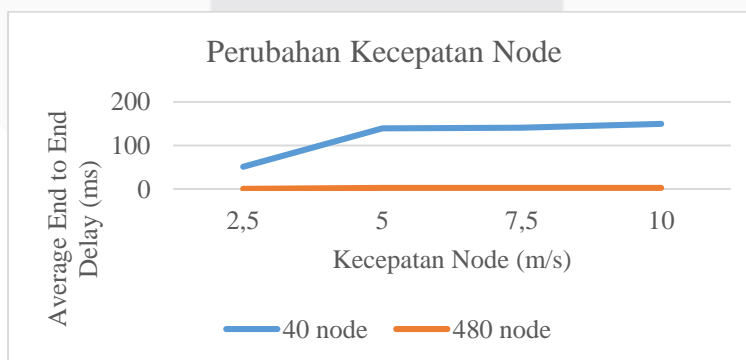 Perubahan Kecepatan Node
Average End to End
Delay (ms)
200
100
0
2,5 5 7,5 10
Kecepatan Node (m/s)
40 node 480 node